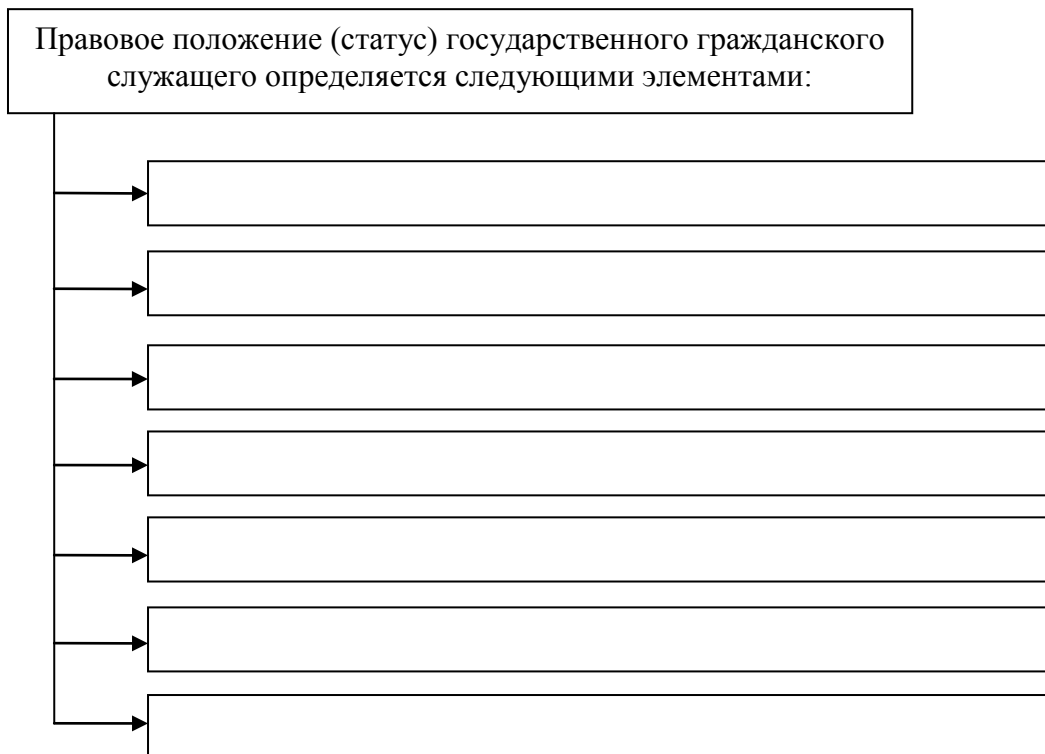 Правовое положение (статус) государственного гражданского
служащего определяется следующими элементами: